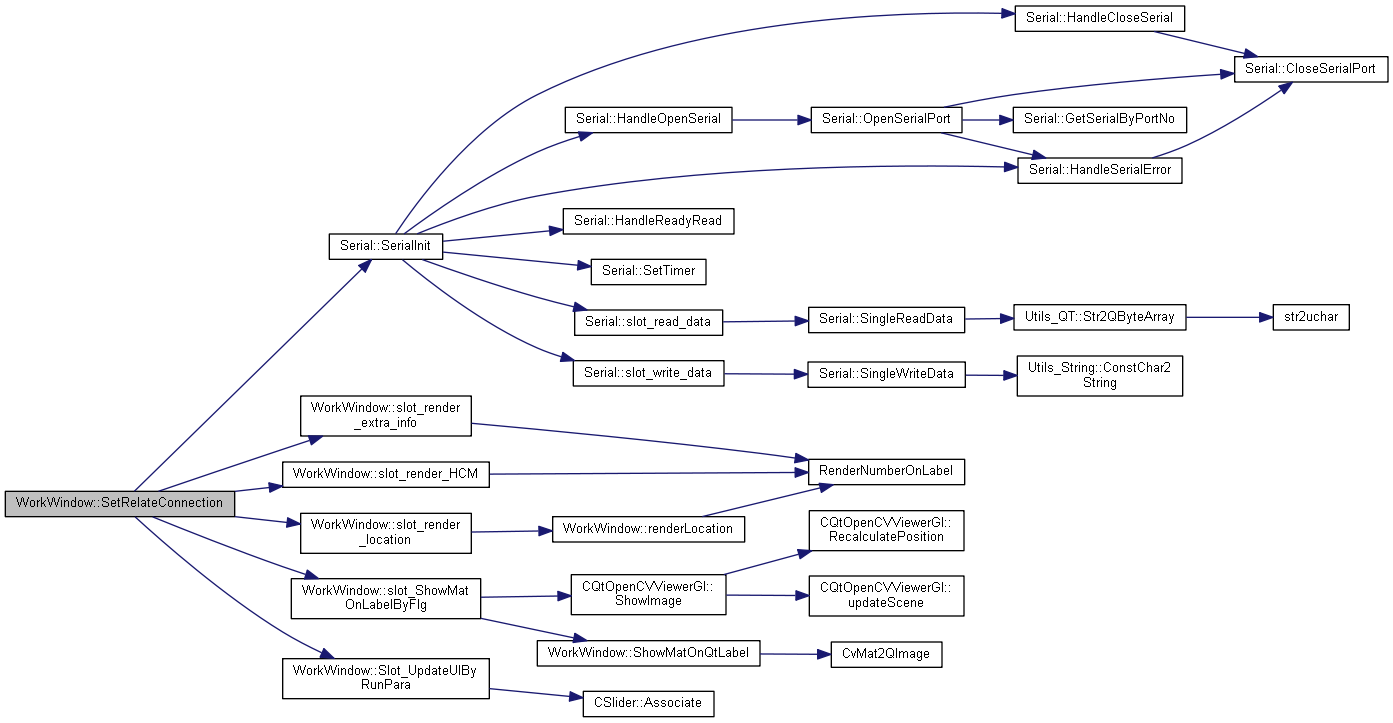 Serial::HandleCloseSerial
Serial::CloseSerialPort
Serial::HandleOpenSerial
Serial::OpenSerialPort
Serial::GetSerialByPortNo
Serial::HandleSerialError
Serial::HandleReadyRead
Serial::SerialInit
Serial::SetTimer
Serial::slot_read_data
Serial::SingleReadData
Utils_QT::Str2QByteArray
str2uchar
Serial::slot_write_data
Serial::SingleWriteData
Utils_String::ConstChar2
String
WorkWindow::slot_render
_extra_info
WorkWindow::slot_render_HCM
RenderNumberOnLabel
WorkWindow::SetRelateConnection
WorkWindow::slot_render
_location
WorkWindow::renderLocation
CQtOpenCVViewerGl::
RecalculatePosition
WorkWindow::slot_ShowMat
OnLabelByFlg
CQtOpenCVViewerGl::
ShowImage
CQtOpenCVViewerGl::
updateScene
WorkWindow::ShowMatOnQtLabel
CvMat2QImage
WorkWindow::Slot_UpdateUIBy
RunPara
CSlider::Associate